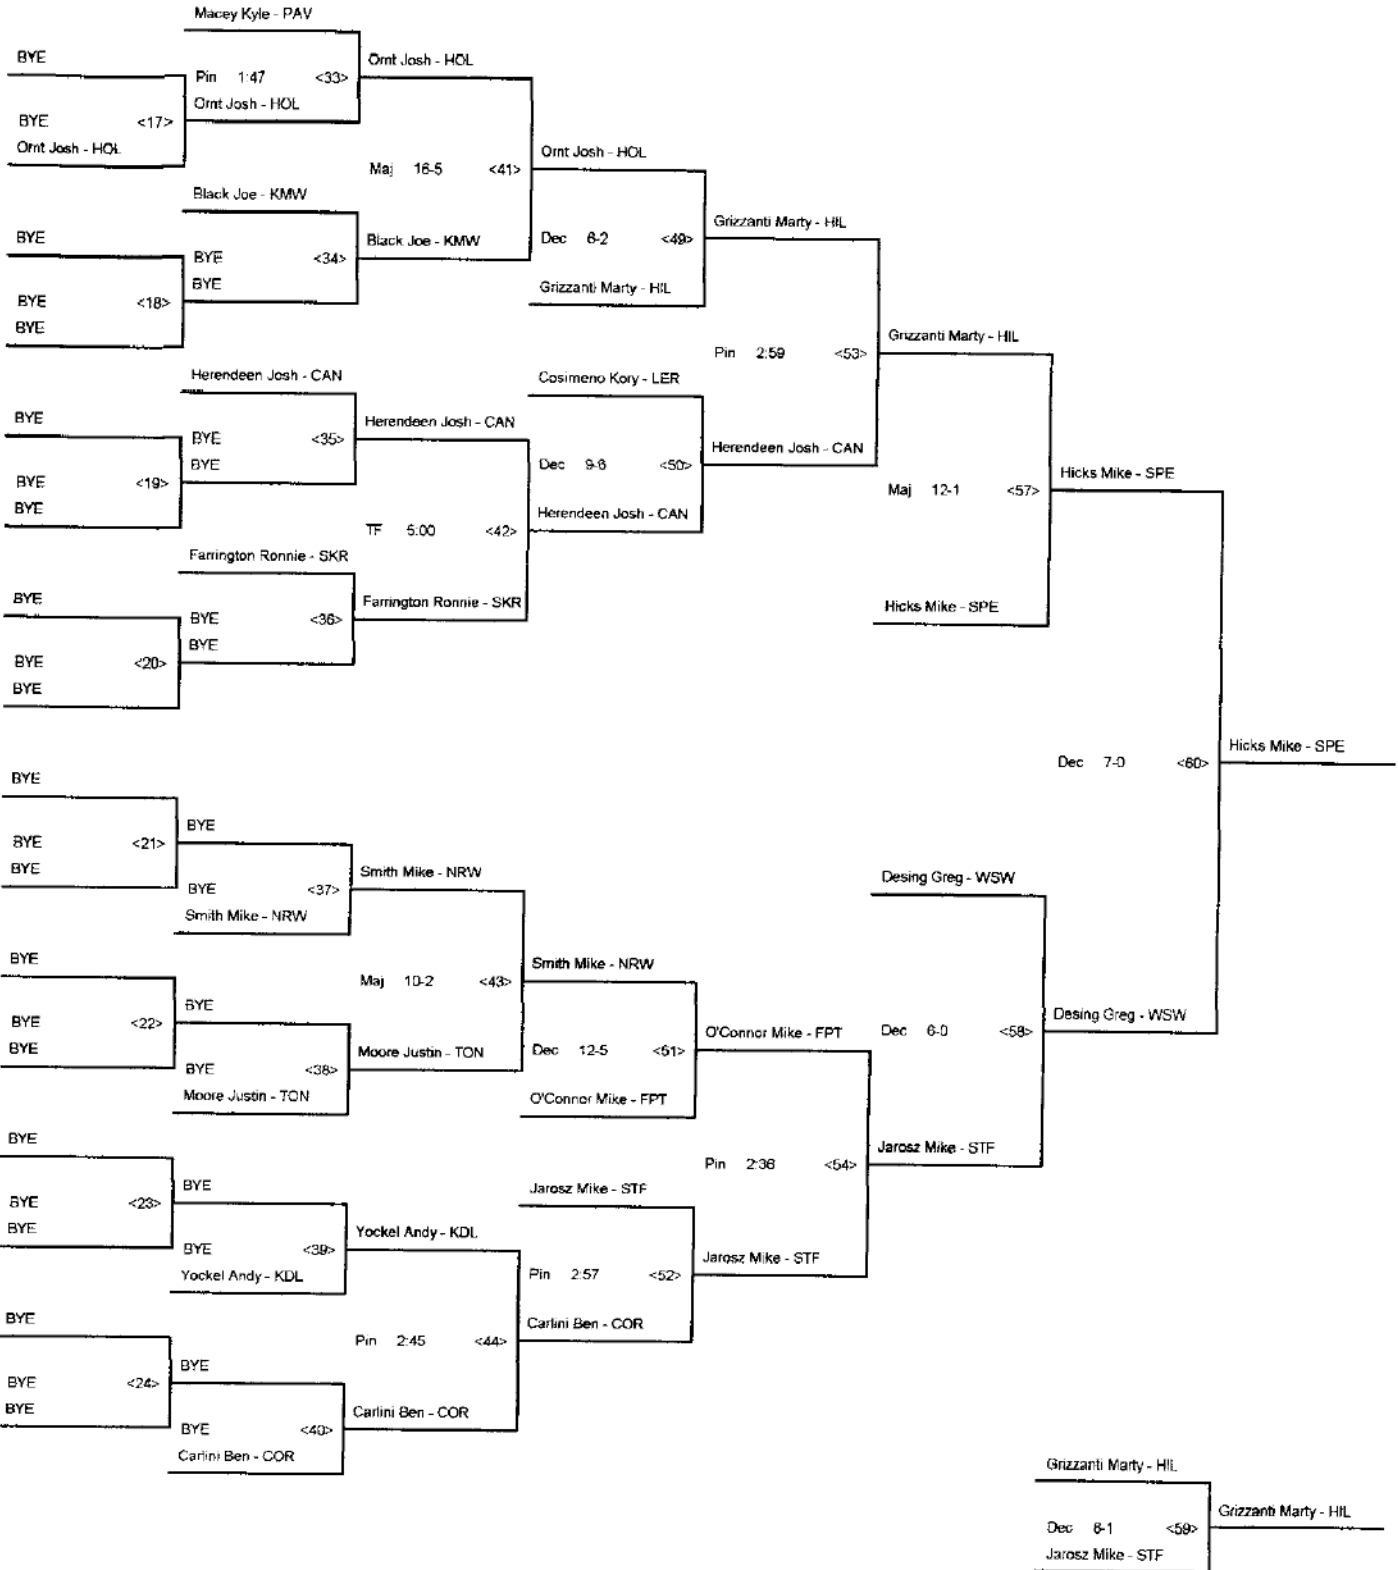 Macey Kyle - PAV
BYE
Pin 1:47 <33>
Ornt Josh - HOL
Ornt Josh - HOL
BYE <17>
Ornt Josh - HOL
Maj 16-5 <41>
Ornt Josh - HOL
Black Joe - KMW
BYE
BYE <34>
BYE
Black Joe - KMW
BYE <18>
BYE
Dec 6-2 <49>
Grizzanti Marty - HIL
Grizzanti Marty - HIL
Pin 2:59 <53>
Grizzanti Marty - HIL
Herendeen Josh - CAN
BYE
BYE <35>
BYE
Herendeen Josh - CAN
BYE <19>
BYE
Cosimeno Kory - LER
Dec 9-6 <50>
Herendeen Josh - CAN
Herendeen Josh - CAN
TF 5:00 <42>
Maj 12-1 <57>
Hicks Mike - SPE
Farrington Ronnie - SKR
BYE
BYE <36>
BYE
Farrington Ronnie - SKR
Hicks Mike - SPE
BYE <20>
BYE
Dec 7-0 <60>
Hicks Mike - SPE
BYE
BYE
BYE <21>
BYE
BYE <37>
Smith Mike - NRW
Smith Mike - NRW
Desing Greg - WSW
BYE
Maj 10-2 <43>
Smith Mike - NRW
BYE
BYE <22>
BYE
BYE <38>
Moore Justin - TON
Moore Justin - TON
Dec 12-5 <51>
O'Connor Mike - FPT
O'Connor Mike - FPT
Dec 6-0 <58>
Desing Greg - WSW
BYE
Pin 2:36 <54>
Jarosz Mike - STF
BYE
BYE <23>
BYE
BYE <39>
Yockel Andy - KDL
Yockel Andy - KDL
Jarosz Mike - STF
Pin 2:57 <52>
Jarosz Mike - STF
Carlini Ben - COR
BYE
Pin 2:45 <44>
BYE
BYE <24>
BYE
BYE <40>
Carlini Ben - COR
Carlini Ben - COR
Grizzanti Marty - HIL
Dec 6-1 <59>
Grizzanti Marty - HIL
Jarosz Mike - STF